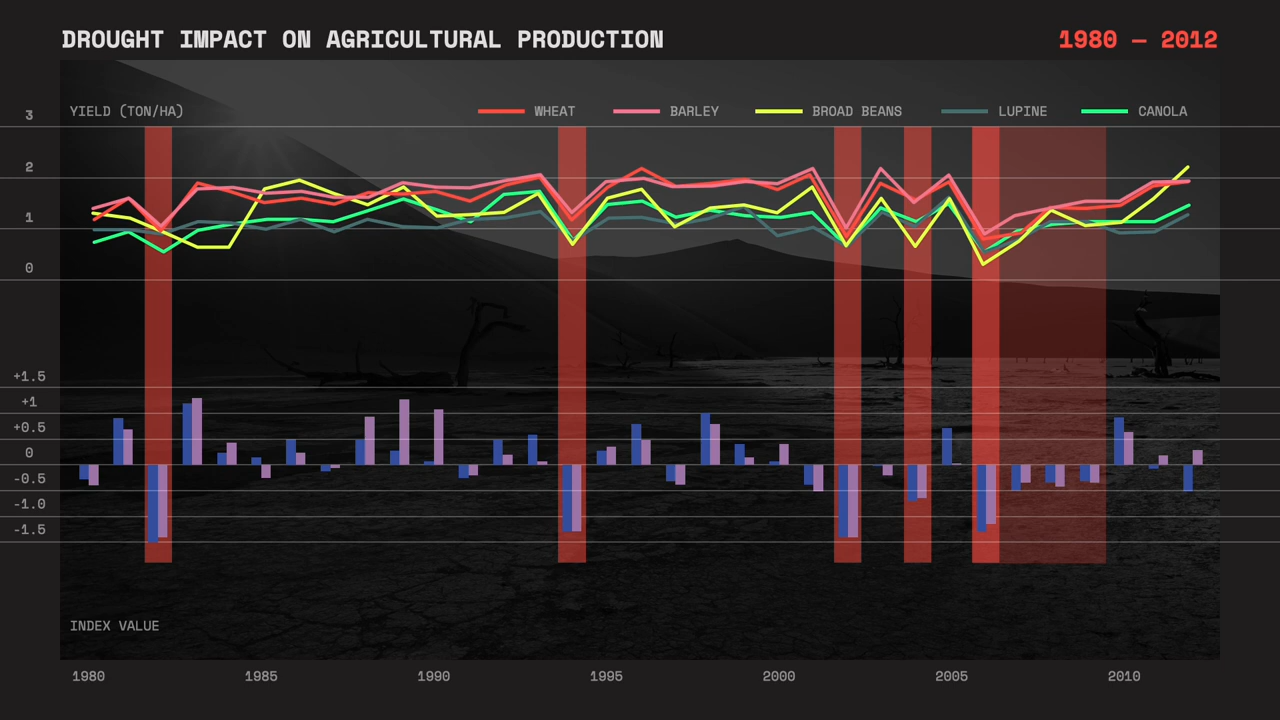 DROUGHT IMPACT ON AGRICULTURAL PRODUCTION
1980 — 2012
YIELD (TON/HA)
WHEAT
BARLEY
BROAD BEANS
LUPINE
CANOLA
3
2
1
0
+1.5
+1
+0.5
0
-0.5
-1.0
-1.5
INDEX VALUE
1980
1985
1990
1995
2000
2005
2010